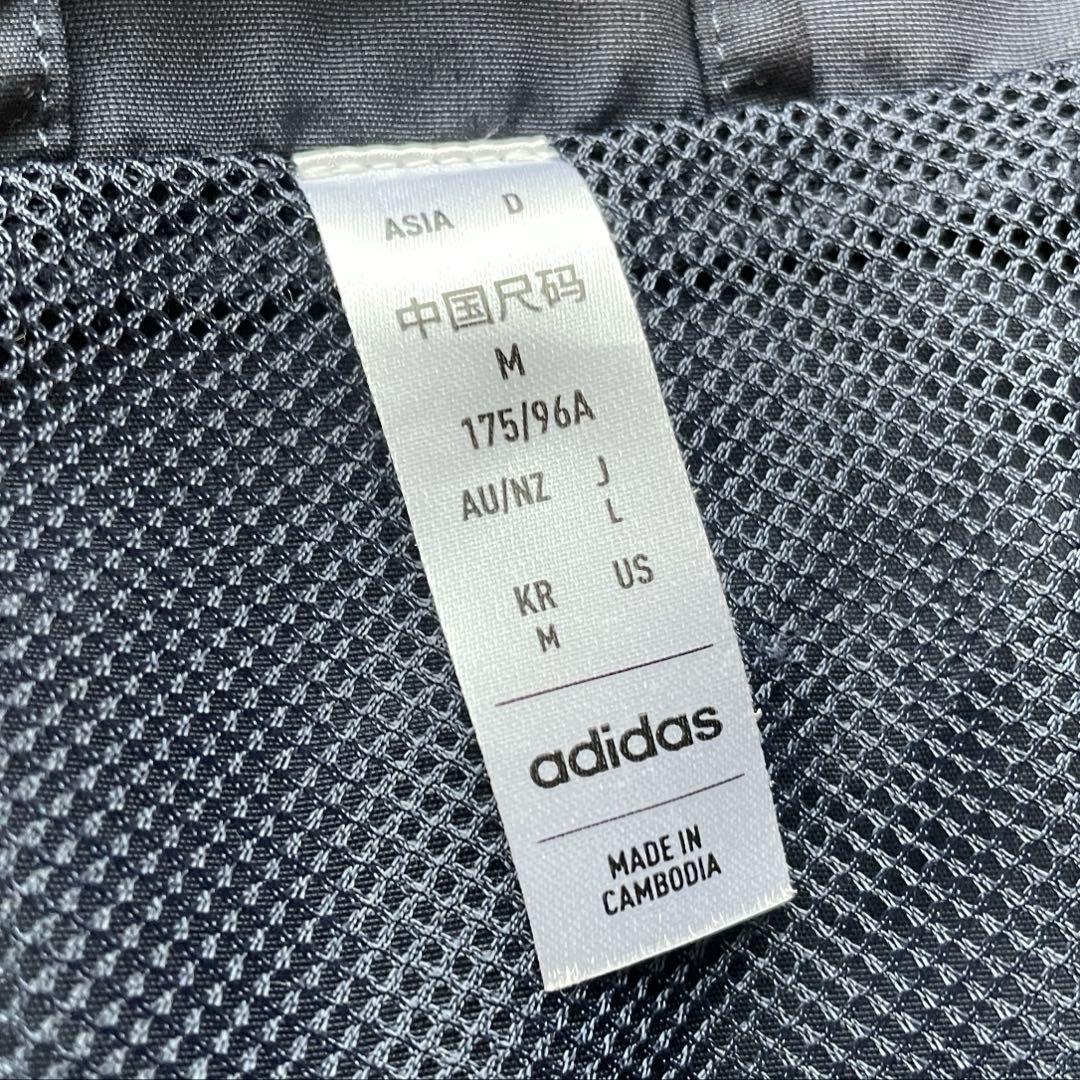 ASIA D
中国尺码
M
175/96A
AU/NZ J
L
KR US
M
adidas
MADE IN
CAMBODIA